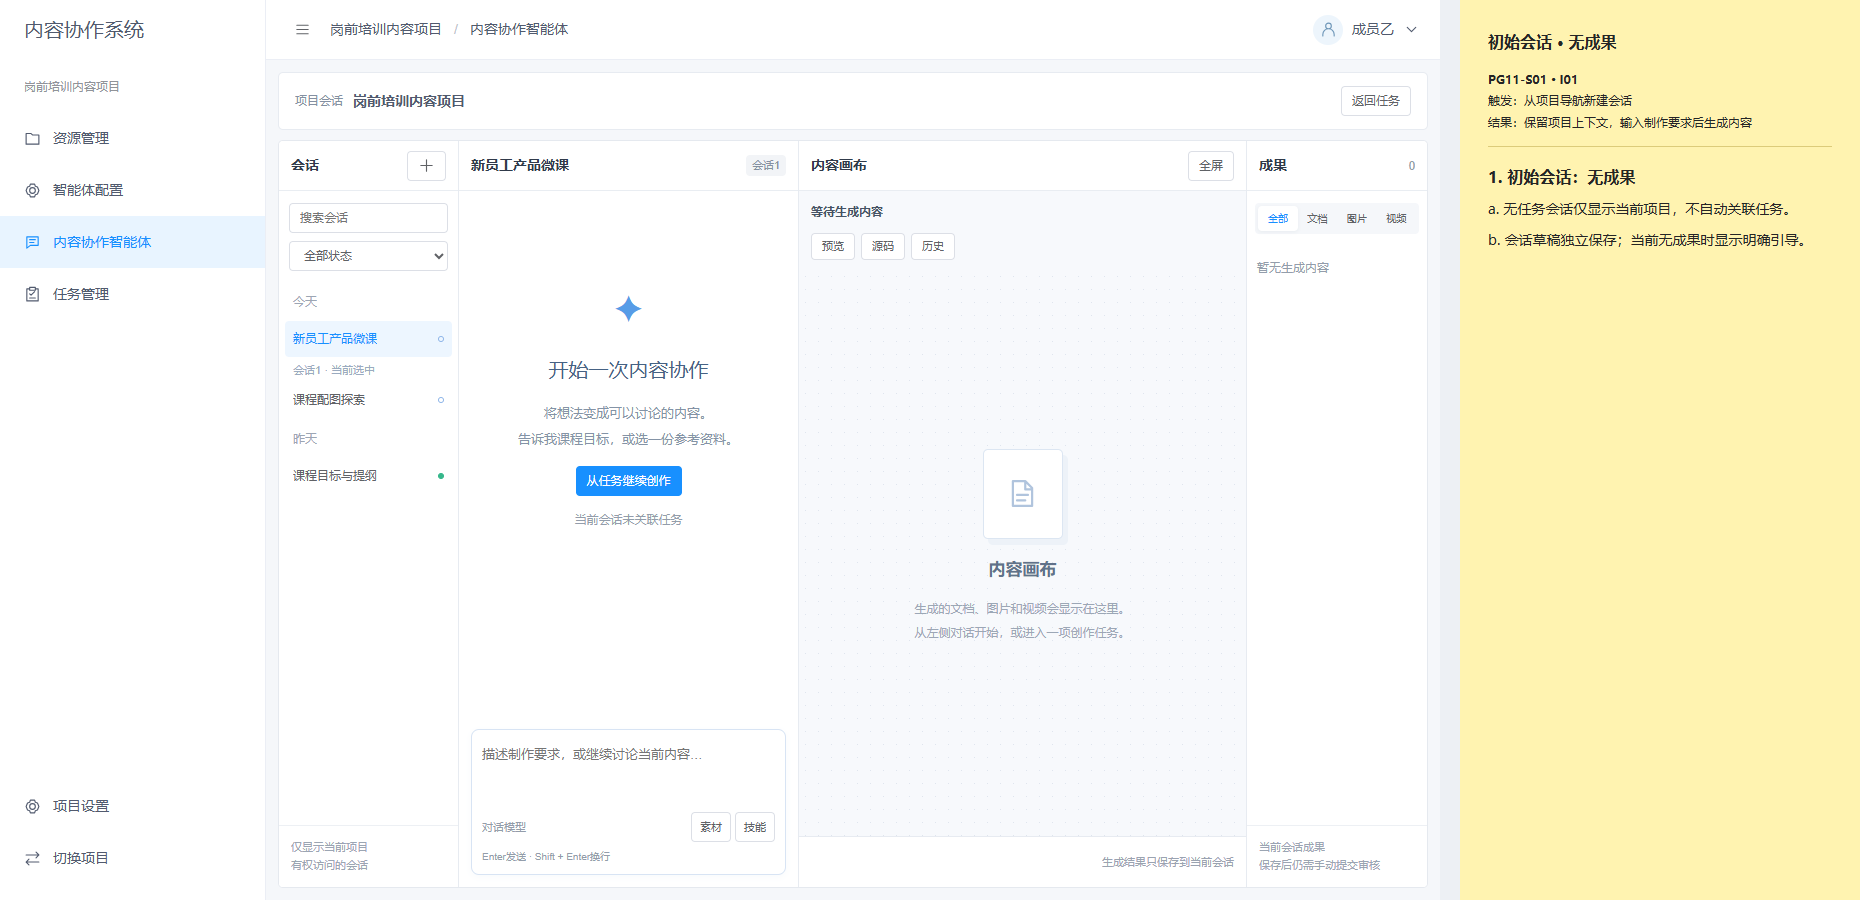 内容协作系统
岗前培训内容项目
资源管理
智能体配置
内容协作智能体
任务管理
项目设置
切换项目
岗前培训内容项目 / 内容协作智能体
成员乙
项目会话 岗前培训内容项目
返回任务
会话
搜索会话
全部状态
今天
新员工产品微课
会话1 · 当前选中
课程配图探索
昨天
课程目标与提纲
仅显示当前项目
有权访问的会话
新员工产品微课
会话1
开始一次内容协作
将想法变成可以讨论的内容。
告诉我课程目标，或选一份参考资料。
从任务继续创作
当前会话未关联任务
描述制作要求，或继续讨论当前内容...
对话模型
素材
技能
Enter发送 · Shift + Enter换行
内容画布
全屏
等待生成内容
预览
源码
历史
内容画布
生成的文档、图片和视频会显示在这里。
从左侧对话开始，或进入一项创作任务。
生成结果只保存到当前会话
成果
0
全部
文档
图片
视频
暂无生成内容
当前会话成果
保存后仍需手动提交审核
初始会话 • 无成果
PG11-S01 • I01
触发：从项目导航新建会话
结果：保留项目上下文，输入制作要求后生成内容
1. 初始会话：无成果
a. 无任务会话仅显示当前项目，不自动关联任务。
b. 会话草稿独立保存；当前无成果时显示明确引导。